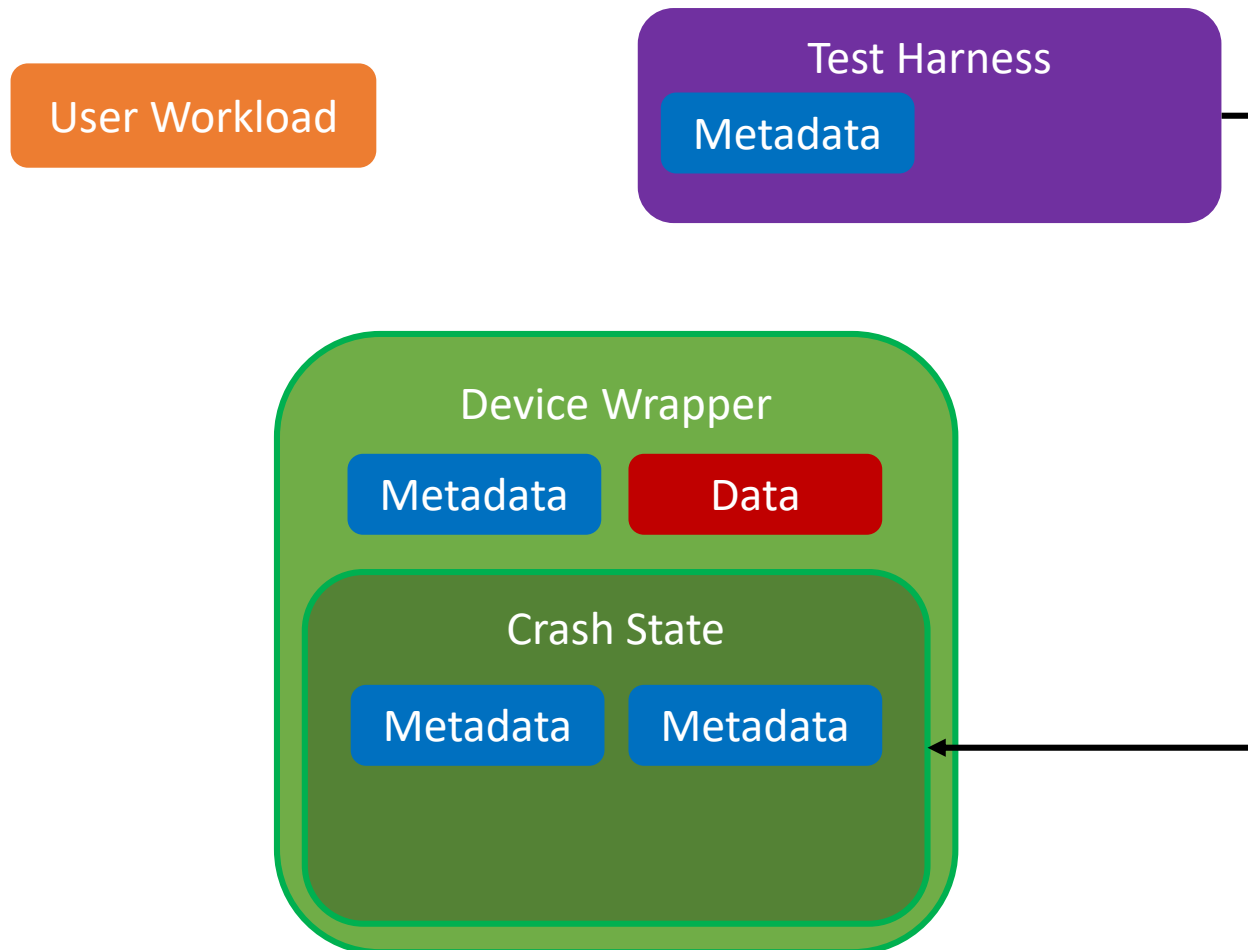 User Workload
Test Harness
Metadata
Device Wrapper
Metadata Data
Crash State
Metadata Metadata